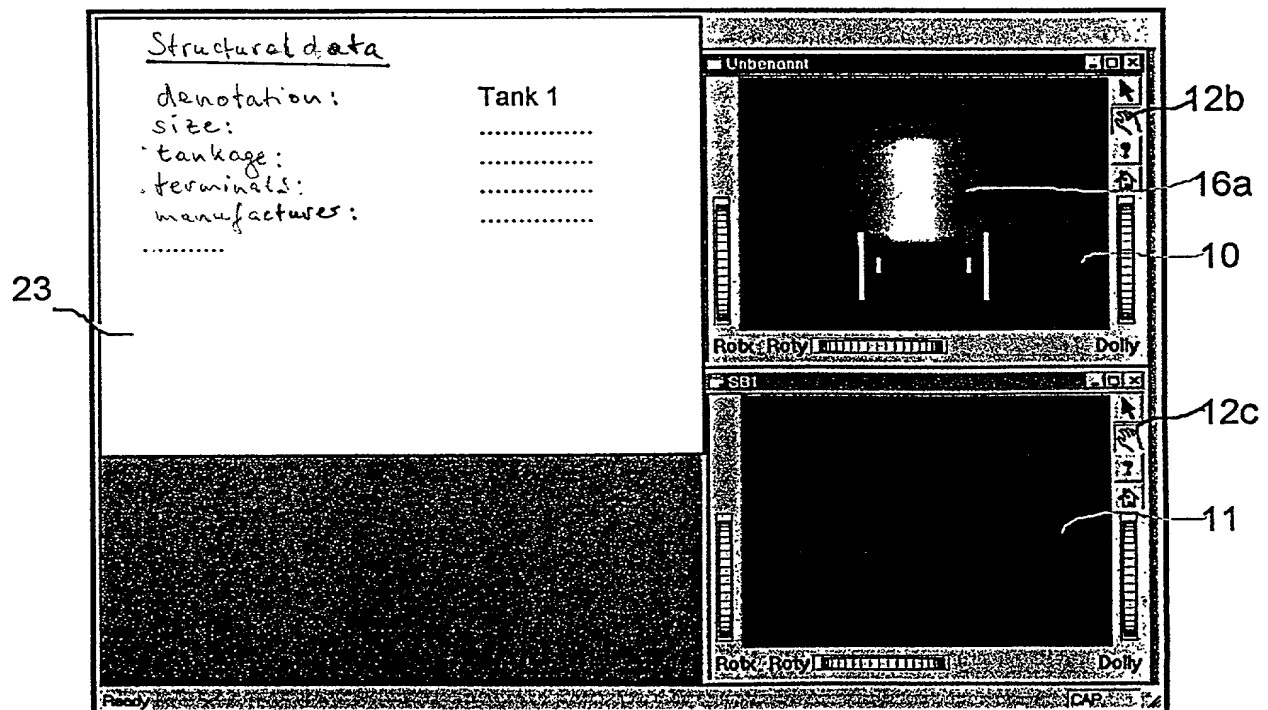 Structural data
denotation: Tank 1
size: ..............
tankage: ..............
terminals: ..............
manufacturer: ..............
..........
23
Unbenannt
12b
?
16a
10
Rotx Roty
Dolly
SB1
12c
?
11
Rotx Roty
Dolly
Ready
CAP